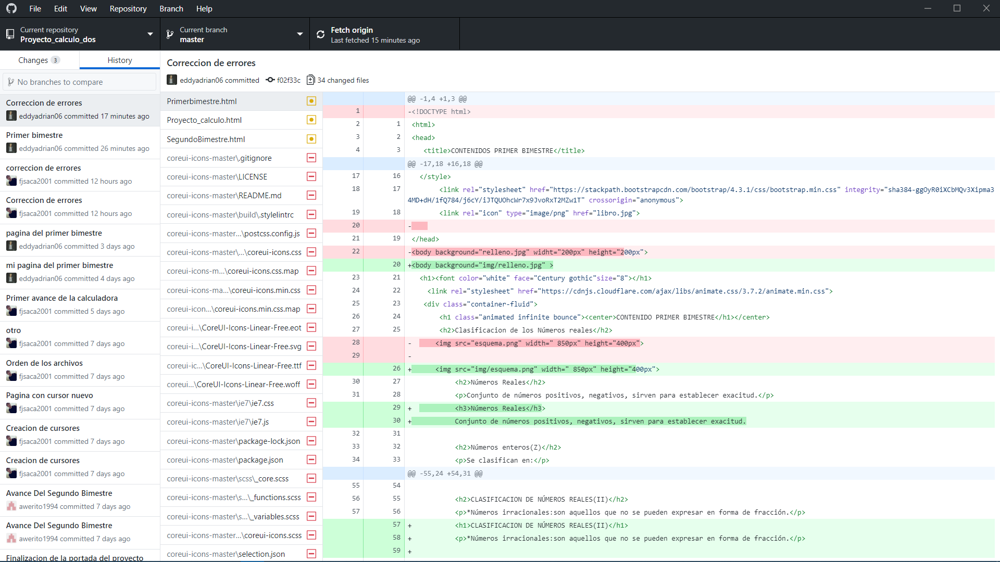 File Edit View Repository Branch Help
Current repository
Proyecto_calculo_dos
Current branch
master
Fetch origin
Last fetched 15 minutes ago
Changes 3
History
No branches to compare
Correccion de errores
eddyadrian06 committed 17 minutes ago
Primer bimestre
eddyadrian06 committed 26 minutes ago
correccion de errores
fjsaca2001 committed 12 hours ago
Correccion de errores
fjsaca2001 committed 12 hours ago
pagina del primer bimestre
eddyadrian06 committed 3 days ago
mi pagina del primer bimestre
eddyadrian06 committed 4 days ago
Primer avance de la calculadora
fjsaca2001 committed 5 days ago
otro
fjsaca2001 committed 7 days ago
Orden de los archivos
fjsaca2001 committed 7 days ago
Pagina con cursor nuevo
fjsaca2001 committed 7 days ago
Creacion de cursores
fjsaca2001 committed 7 days ago
Creacion de cursores
fjsaca2001 committed 7 days ago
Avance Del Segundo Bimestre
awerito1994 committed 7 days ago
Avance Del Segundo Bimestre
awerito1994 committed 7 days ago
Finalizacion de la portada del proyecto
Correccion de errores
eddyadrian06 committed f02f33c 34 changed files
Primerbimestre.html
Proyecto_calculo.html
SegundoBimestre.html
coreui-icons-master\.gitignore
coreui-icons-master\LICENSE
coreui-icons-master\README.md
coreui-icons-master\build\.stylelintrc
coreui-icons-master...\postcss.config.js
coreui-icons-master\...\coreui-icons.css
coreui-icons-m...\coreui-icons.css.map
coreui-icons-ma...\coreui-icons.min.css
coreui-icon...\coreui-icons.min.css.map
coreui-i...\CoreUI-Icons-Linear-Free.eot
coreui-i...\CoreUI-Icons-Linear-Free.svg
coreui-ic...\CoreUI-Icons-Linear-Free.ttf
coreui...\CoreUI-Icons-Linear-Free.woff
coreui-icons-master\ie7\ie7.css
coreui-icons-master\ie7\ie7.js
coreui-icons-master\package-lock.json
coreui-icons-master\package.json
coreui-icons-master\scss\_core.scss
coreui-icons-master\s...\_functions.scss
coreui-icons-master\s...\_variables.scss
coreui-icons-master...\coreui-icons.scss
coreui-icons-master\selection.json
@@ -1,4 +1,3 @@
1 -<!DOCTYPE html>
2 1 <html>
3 2 <head>
4 3 <title>CONTENIDOS PRIMER BIMESTRE</title>
@@ -17,18 +16,18 @@
17 16 </style>
18 17 <link rel="stylesheet" href="https://stackpath.bootstrapcdn.com/bootstrap/4.3.1/css/bootstrap.min.css" integrity="sha384-ggOyR0iXCbMQv3Xipma3
4MD+dH/1fQ784/j6cY/iJTQUOhcWr7x9JvoRxT2MZw1T" crossorigin="anonymous">
19 18 <link rel="icon" type="image/png" href="libro.jpg">
20 -
21 19 </head>
22 -<body background="relleno.jpg" widht="200px" height="200px">
20 +<body background="img/relleno.jpg" >
23 21 <h1><font color="white" face="Century gothic"size="8"></h1>
24 22 <link rel="stylesheet" href="https://cdnjs.cloudflare.com/ajax/libs/animate.css/3.7.2/animate.min.css">
25 23 <div class="container-fluid">
26 24 <h1 class="animated infinite bounce"><center>CONTENIDO PRIMER BIMESTRE</h1></center>
27 25 <h2>Clasificacion de los Números reales</h2>
28 - <img src="esquema.png" width=" 850px" height="400px">
29 -
26 + <img src="img/esquema.png" width=" 850px" height="400px">
30 27 <h2>Números Reales</h2>
31 28 <p>Conjunto de números positivos, negativos, sirven para establecer exacitud.</p>
29 + <h3>Números Reales</h3>
30 + Conjunto de números positivos, negativos, sirven para establecer exacitud.
32 31
33 32 <h2>Números enteros(Z)</h2>
34 33 <p>Se clasifican en:</p>
@@ -55,24 +54,31 @@
55 54
56 55 <h2>CLASIFICACION DE NÚMEROS REALES(II)</h2>
57 56 <p>*Números irracionales:son aquellos que no se pueden expresar en forma de fracción.</p>
57 + <h1>CLASIFICACION DE NÚMEROS REALES(II)</h1>
58 + <p>*Números irracionales:son aquellos que no se pueden expresar en forma de fracción.</p>
59 +